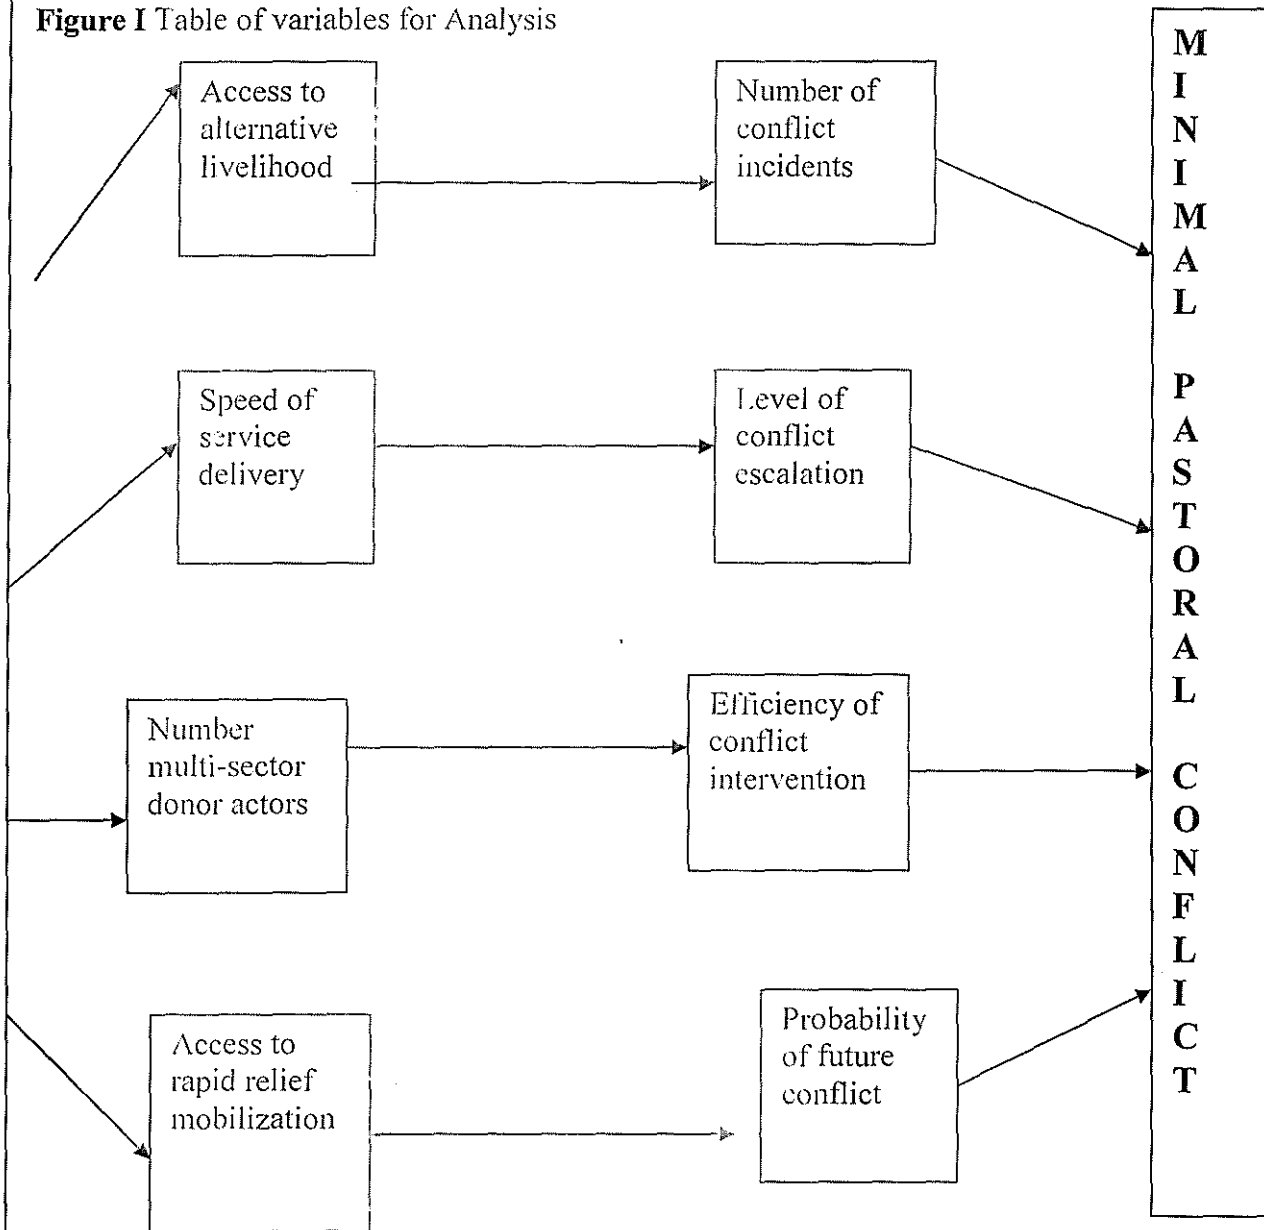 Figure I Table of variables for Analysis
Access to
alternative
livelihood
Number of
conflict
incidents
Speed of
service
delivery
Level of
conflict
escalation
Number
multi-sector
donor actors
Efficiency of
conflict
intervention
Access to
rapid relief
mobilization
Probability
of future
conflict
M
I
N
I
M
A
L
P
A
S
T
O
R
A
L
C
O
N
F
L
I
C
T